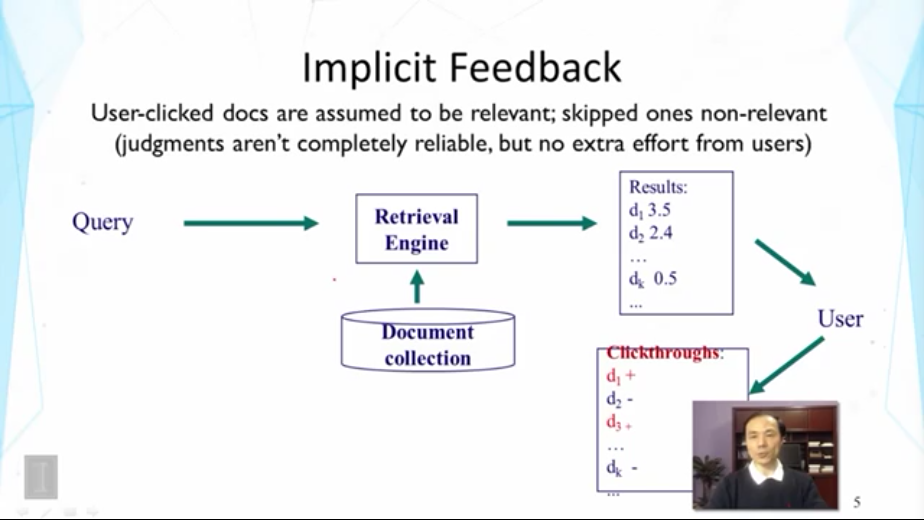 Implicit Feedback
User-clicked docs are assumed to be relevant; skipped ones non-relevant
(judgments aren't completely reliable, but no extra effort from users)
Query
Retrieval
Engine
Document
collection
Results:
d₁ 3.5
d₂ 2.4
…
dₖ 0.5
...
User
Clickthroughs:
d₁ +
d₂ -
d₃ +
…
dₖ -
...
5